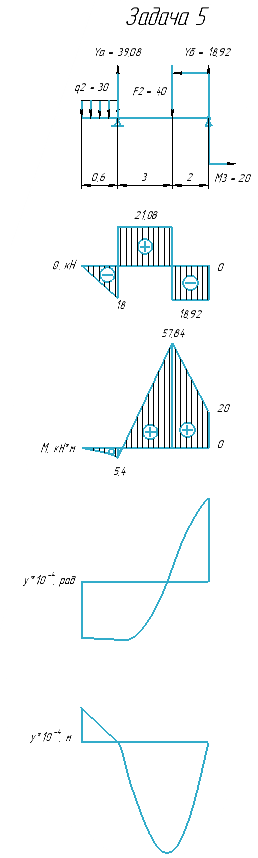 Задача 5
Yа = 39,08
Yб = 18,92
q2 = 30
F2 = 40
0,6
3
2
M3 = 20
21,08
Q, кН
0
18
18,92
57,84
20
M, кН*м
0
5,4
y*10⁻⁴, рад
y*10⁻⁴, м